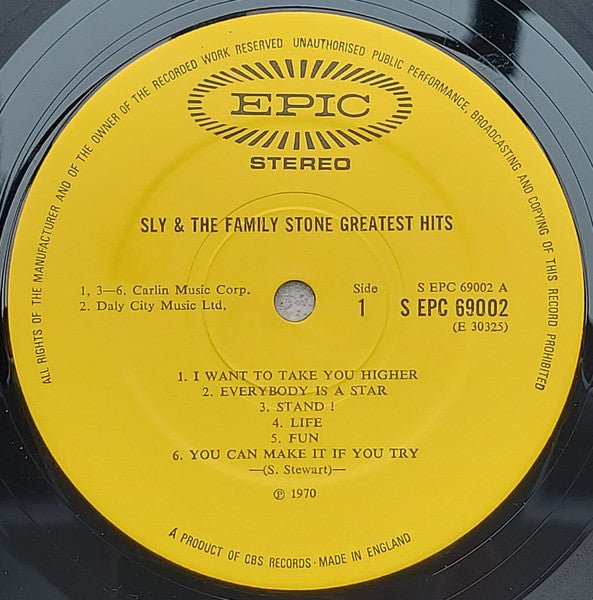 ALL RIGHTS OF THE MANUFACTURER AND OF THE OWNER OF THE RECORDED WORK RESERVED UNAUTHORISED PUBLIC PERFORMANCE, BROADCASTING AND COPYING OF THIS RECORD PROHIBITED
EPIC
STEREO
SLY & THE FAMILY STONE GREATEST HITS
1, 3—6. Carlin Music Corp.
2. Daly City Music Ltd.
Side
1
S EPC 69002 A
S EPC 69002
(E 30325)
1. I WANT TO TAKE YOU HIGHER
2. EVERYBODY IS A STAR
3. STAND !
4. LIFE
5. FUN
6. YOU CAN MAKE IT IF YOU TRY
—(S. Stewart)—
℗ 1970
A PRODUCT OF CBS RECORDS · MADE IN ENGLAND